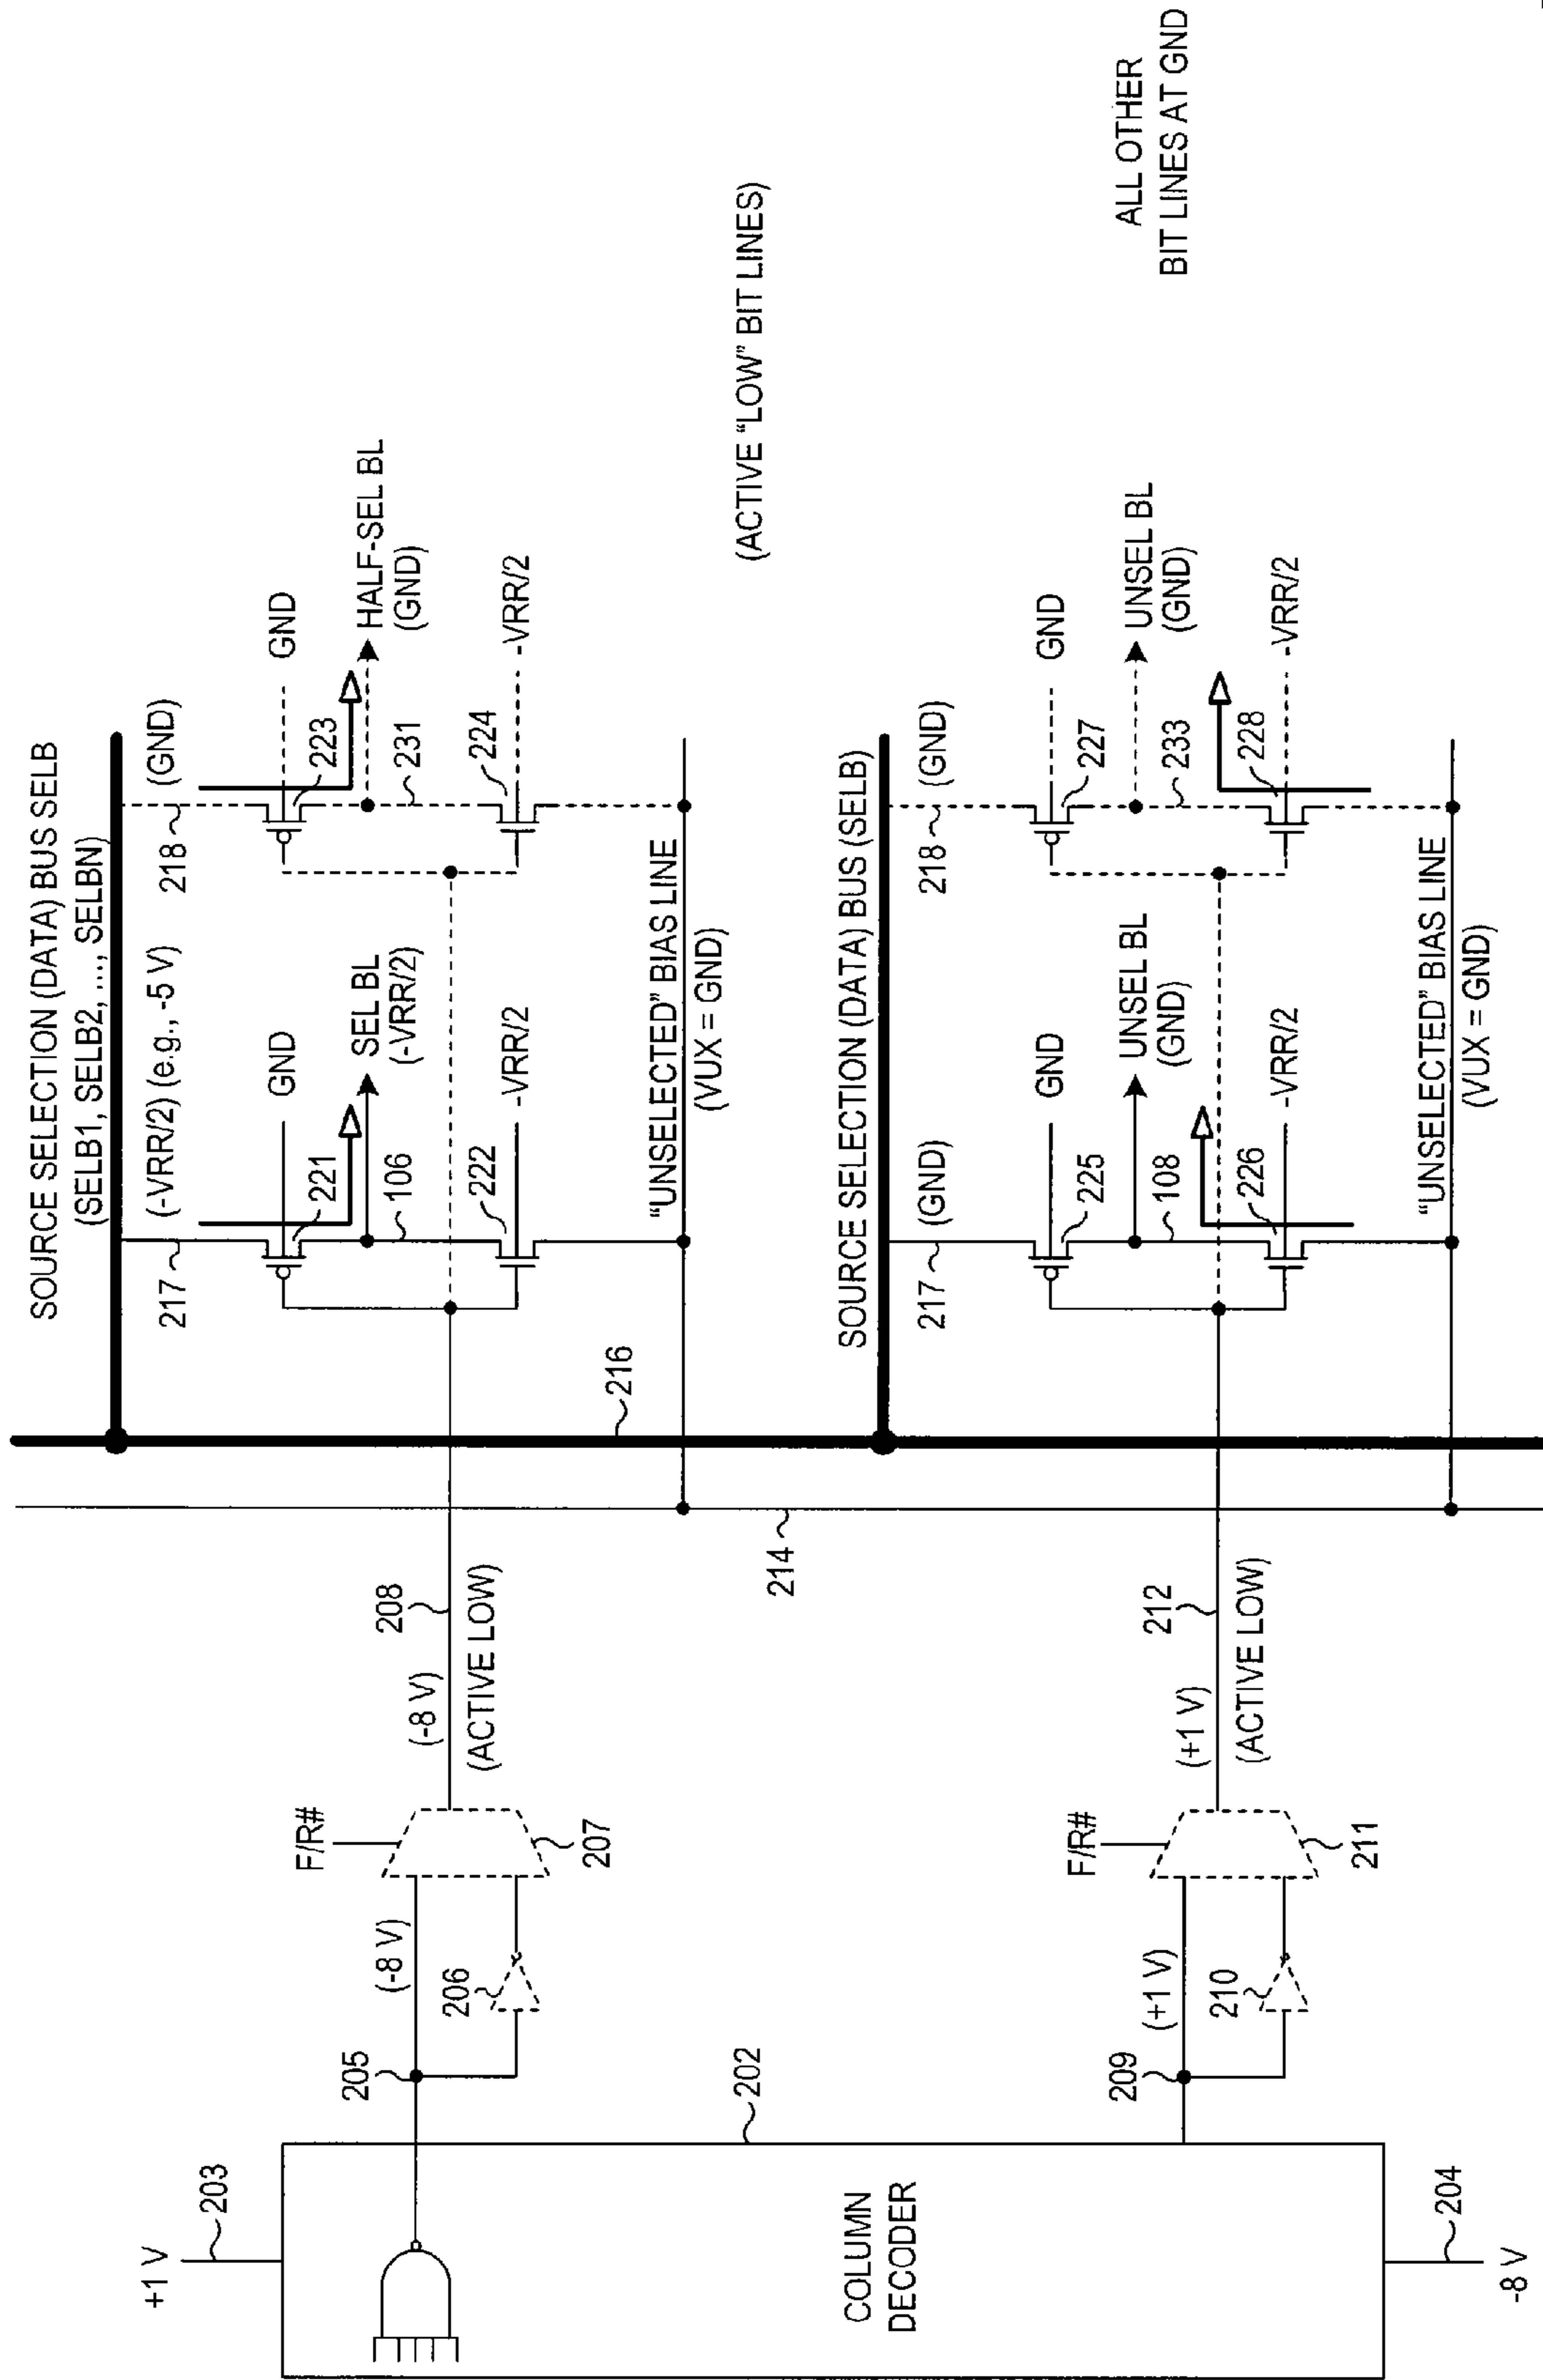 SOURCE SELECTION (DATA) BUS SELB
(SELB1, SELB2, ..., SELBN)
+1 V
203
COLUMN
DECODER
202
204
-8 V
205
(-8 V)
206
F/R#
207
(-8 V)
208
(ACTIVE LOW)
214
216
217
(-VRR/2) (e.g., -5 V)
218
(GND)
GND
221
SEL BL
(-VRR/2)
106
222
-VRR/2
GND
223
HALF-SEL BL
(GND)
231
224
-VRR/2
"UNSELECTED" BIAS LINE
(VUX = GND)
(ACTIVE "LOW" BIT LINES)
209
(+1 V)
210
F/R#
211
(+1 V)
212
(ACTIVE LOW)
SOURCE SELECTION (DATA) BUS (SELB)
217
(GND)
218
(GND)
GND
225
UNSEL BL
(GND)
108
226
-VRR/2
GND
227
UNSEL BL
(GND)
233
228
-VRR/2
"UNSELECTED" BIAS LINE
(VUX = GND)
ALL OTHER
BIT LINES AT GND